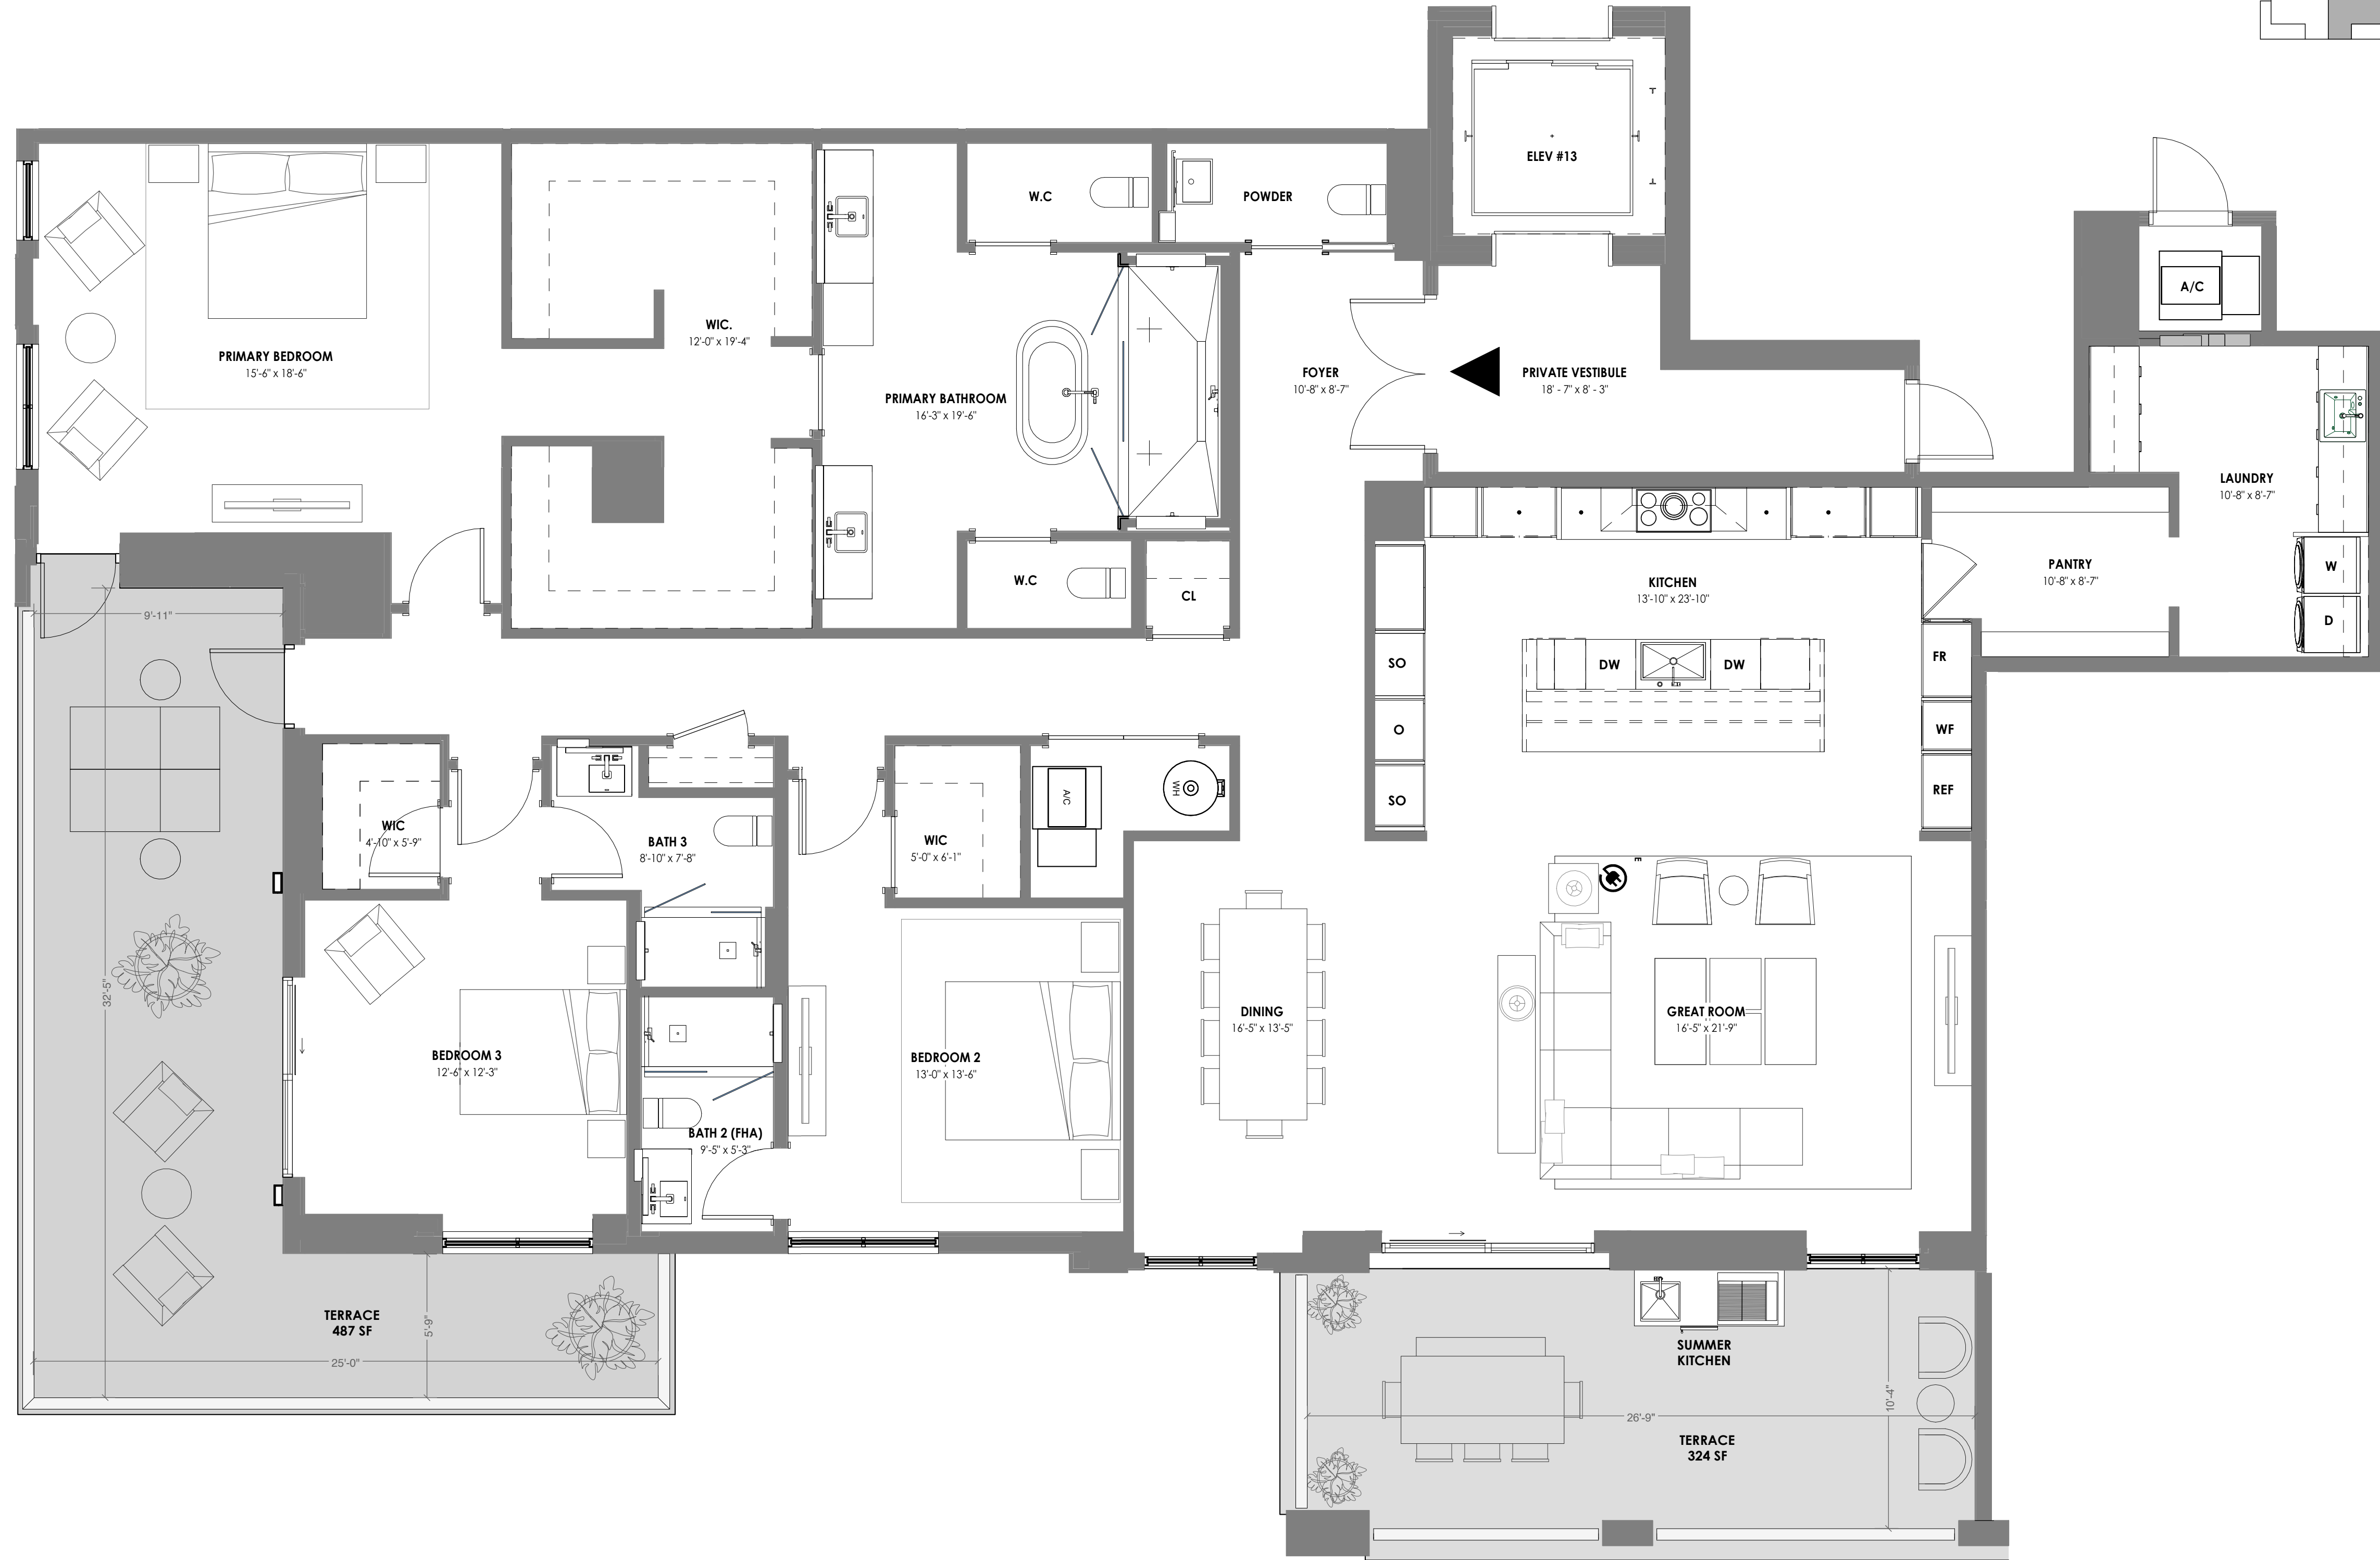 ELEV #13
W.C
POWDER
A/C
WIC.
12'-0" x 19'-4"
PRIMARY BEDROOM
15'-6" x 18'-6"
PRIMARY BATHROOM
16'-3" x 19'-6"
FOYER
10'-8" x 8'-7"
PRIVATE VESTIBULE
18' - 7" x 8' - 3"
LAUNDRY
10'-8" x 8'-7"
W.C
CL
KITCHEN
13'-10" x 23'-10"
PANTRY
10'-8" x 8'-7"
W
D
9'-11"
SO
DW
DW
FR
O
WF
SO
REF
A/C
WH
WIC
4'-10" x 5'-9"
BATH 3
8'-10" x 7'-8"
WIC
5'-0" x 6'-1"
E
32'-5"
DINING
16'-5" x 13'-5"
GREAT ROOM
16'-5" x 21'-9"
BEDROOM 3
12'-6" x 12'-3"
BEDROOM 2
13'-0" x 13'-6"
BATH 2 (FHA)
9'-5" x 5'-3"
TERRACE
487 SF
5'-9"
25'-0"
SUMMER
KITCHEN
10'-4"
26'-9"
TERRACE
324 SF